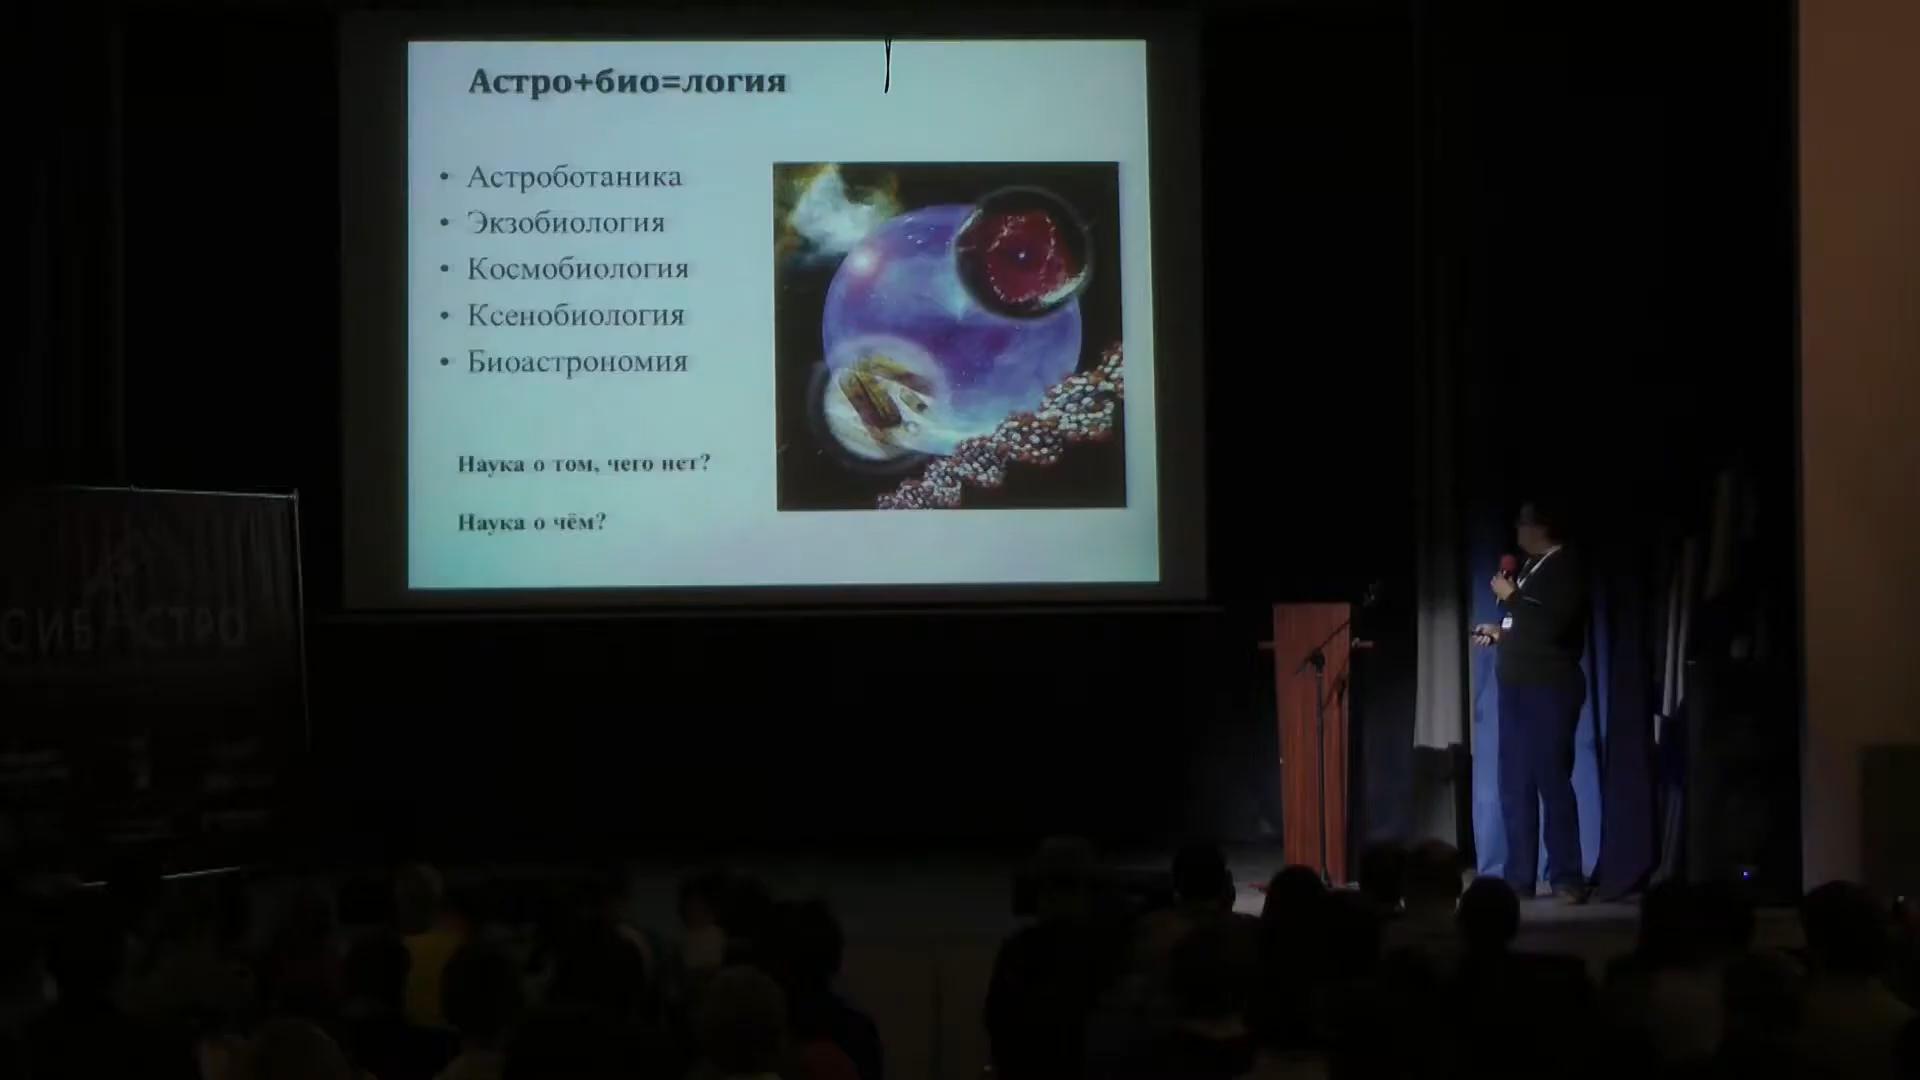 Астро+био=логия
• Астроботаника
• Экзобиология
• Космобиология
• Ксенобиология
• Биоастрономия
Наука о том, чего нет?
Наука о чём?
СИБАСТРО